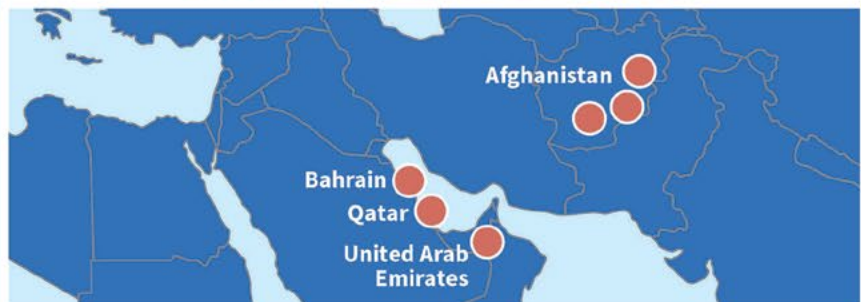 Afghanistan
Bahrain
Qatar
United Arab
Emirates